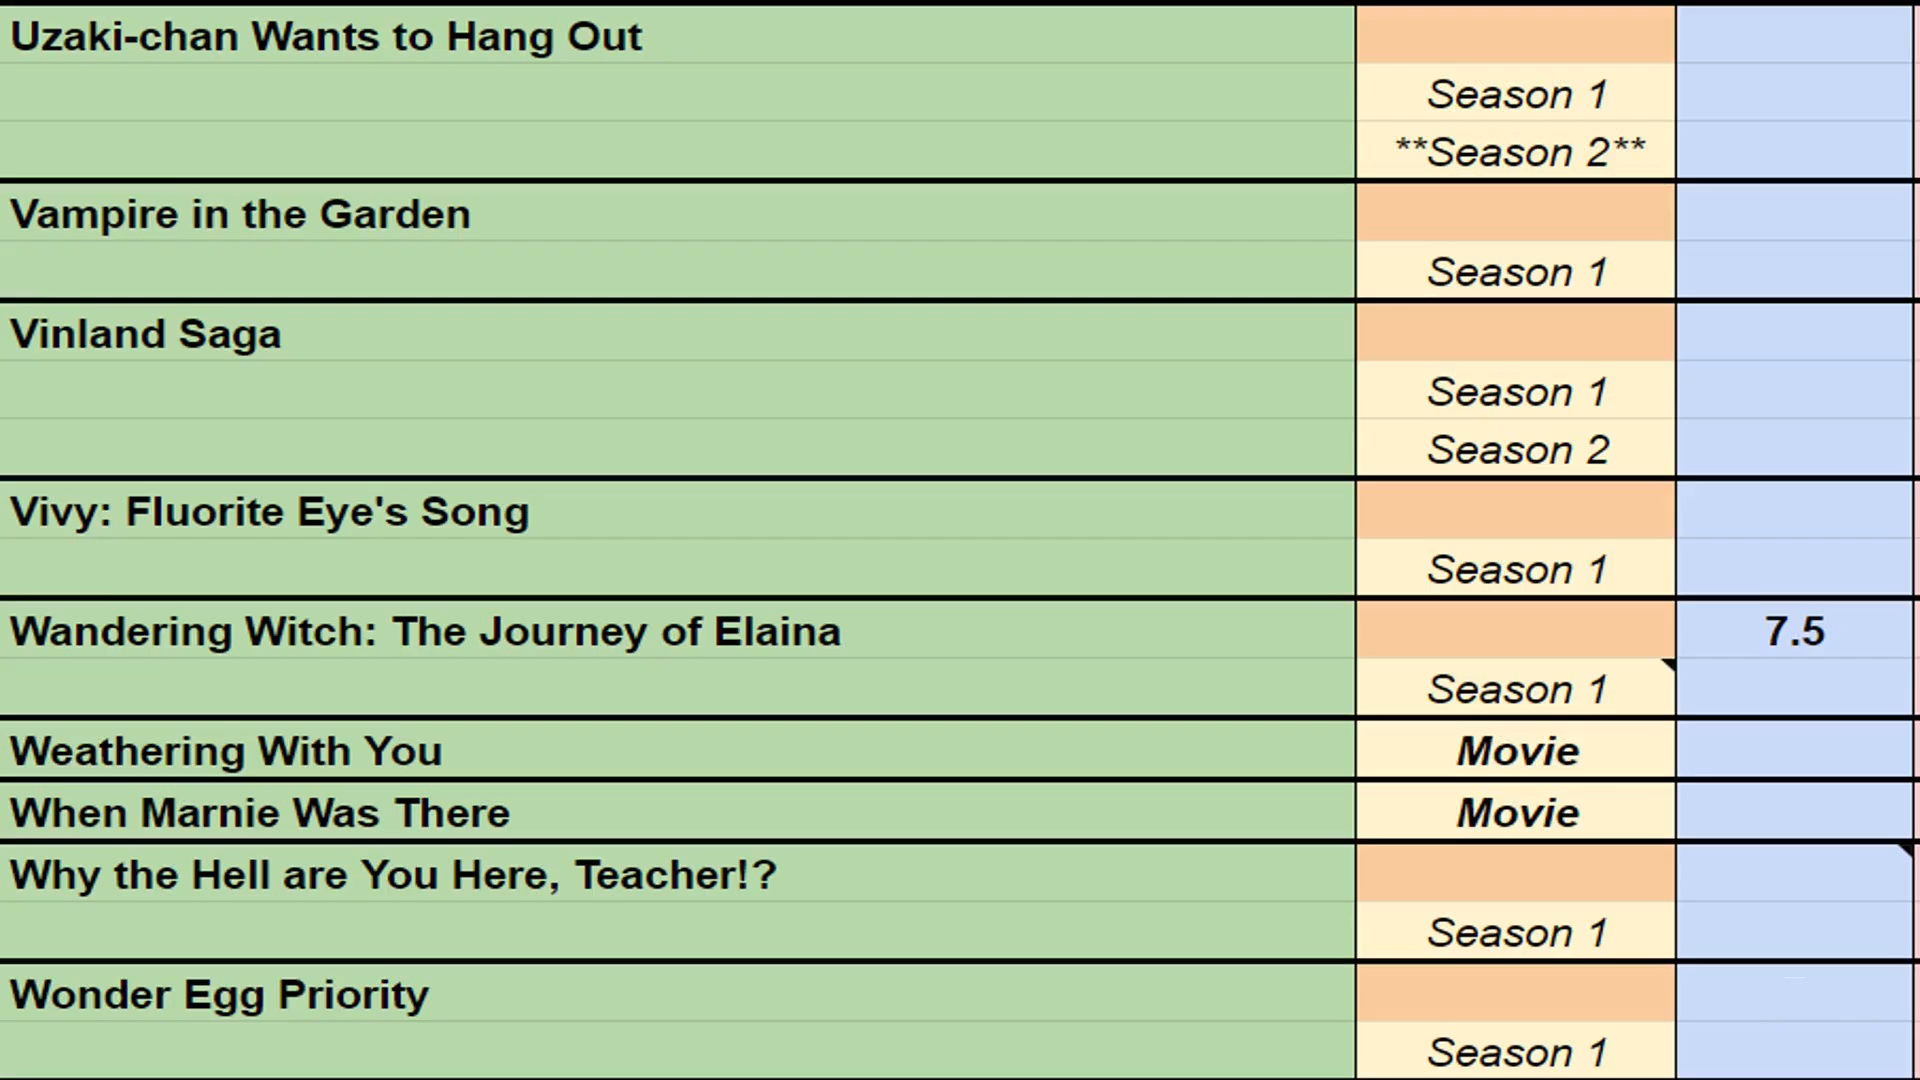 Uzaki-chan Wants to Hang Out
Season 1
**Season 2**
Vampire in the Garden
Season 1
Vinland Saga
Season 1
Season 2
Vivy: Fluorite Eye's Song
Season 1
Wandering Witch: The Journey of Elaina 7.5
Season 1
Weathering With You Movie
When Marnie Was There Movie
Why the Hell are You Here, Teacher!?
Season 1
Wonder Egg Priority
Season 1